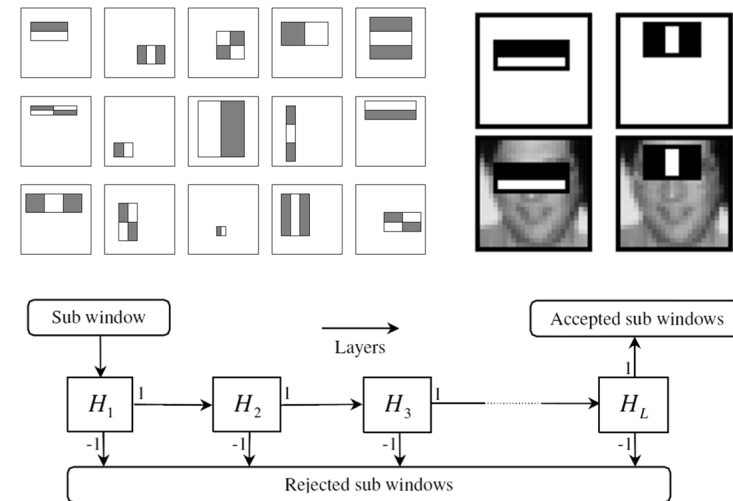 Sub window
Accepted sub windows
Layers
1
H1 1 H2 1 H3 1 HL
-1 -1 -1 -1
Rejected sub windows